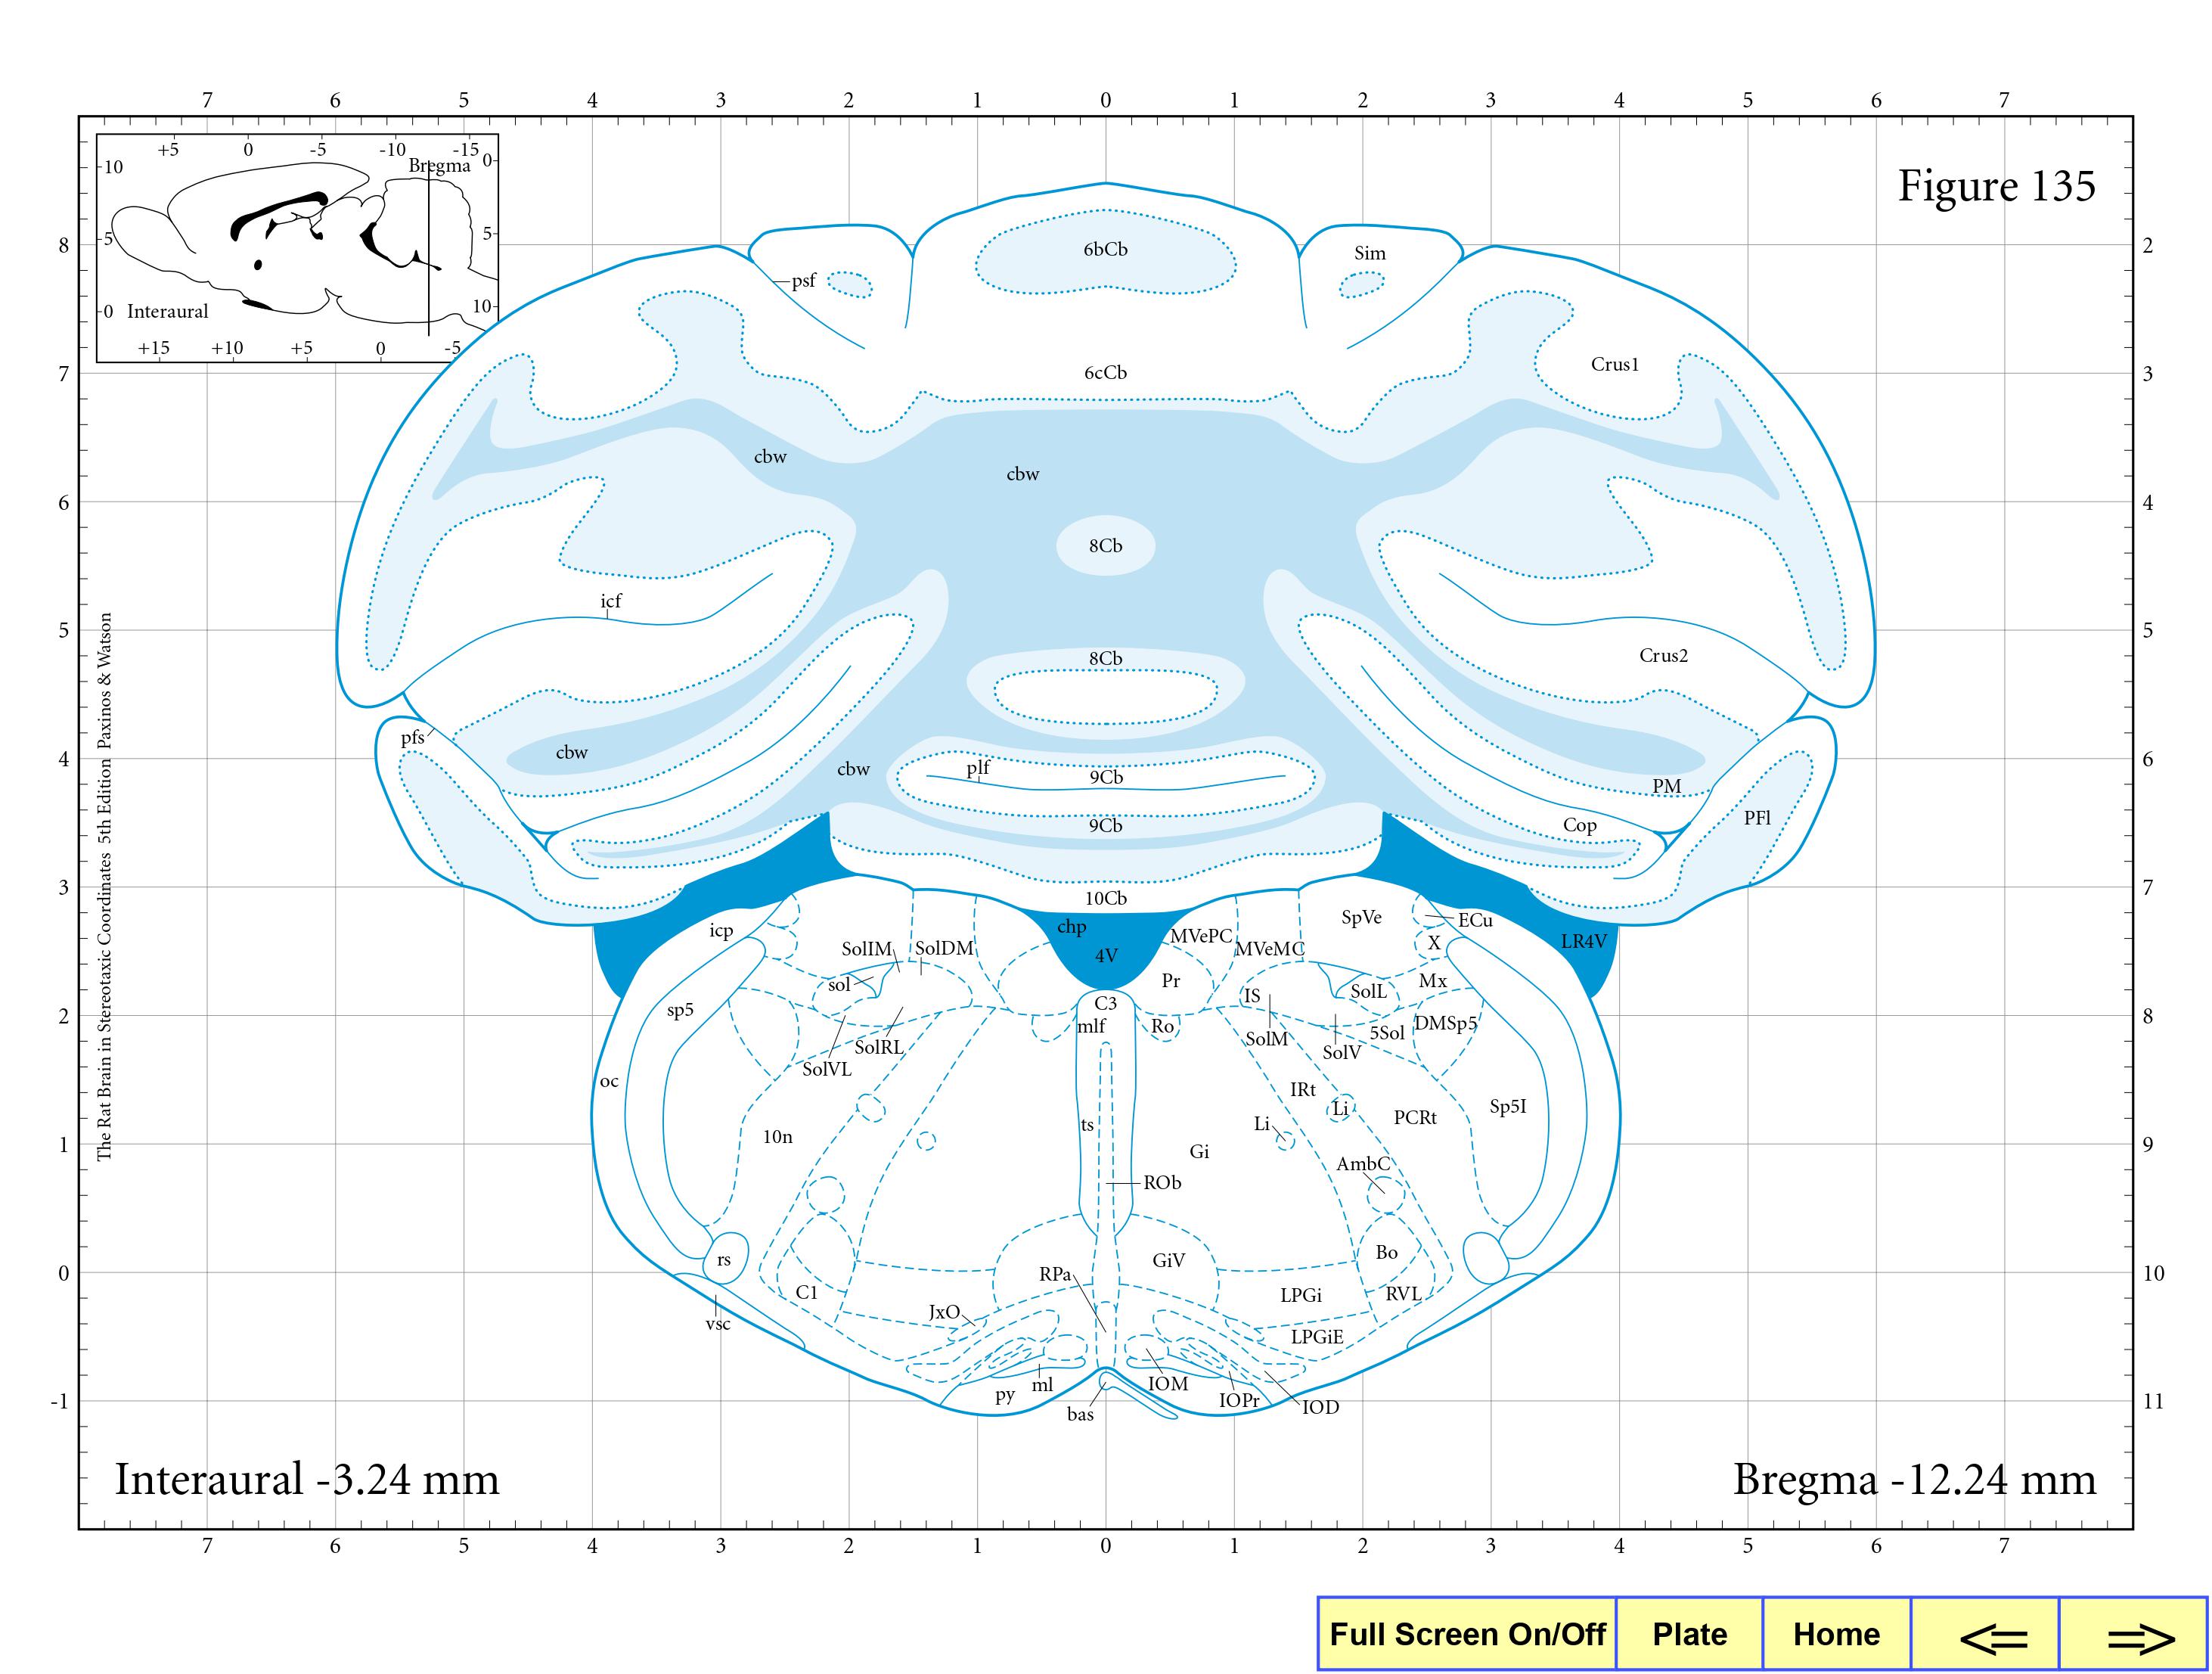 7 6 5 4 3 2 1 0 1 2 3 4 5 6 7
+5 0 -5 -10 -15
Bregma 0
10
5 5
10
0 Interaural
+15 +10 +5 0 -5
Figure 135
8 2
7 3
6 4
5 5
4 6
3 7
2 8
1 9
0 10
-1 11
The Rat Brain in Stereotaxic Coordinates 5th Edition Paxinos & Watson
6bCb
Sim
psf
Crus1
6cCb
cbw
cbw
8Cb
icf
Crus2
8Cb
pfs
cbw
cbw
plf
9Cb
PM
PFl
9Cb
Cop
10Cb
SpVe
ECu
icp
chp
MVePC
X
LR4V
SolIM
SolDM
MVeMC
4V
sol
Pr
SolL
Mx
IS
sp5
C3
mlf
Ro
DMSp5
SolM
5Sol
SolRL
SolV
SolVL
oc
IRt
Li
Sp5I
PCRt
ts
Li
10n
Gi
AmbC
ROb
rs
GiV
Bo
RPa
C1
LPGi
RVL
JxO
vsc
LPGiE
py
ml
IOM
IOPr
IOD
bas
Interaural -3.24 mm
Bregma -12.24 mm
7 6 5 4 3 2 1 0 1 2 3 4 5 6 7
Full Screen On/Off Plate Home <= =>